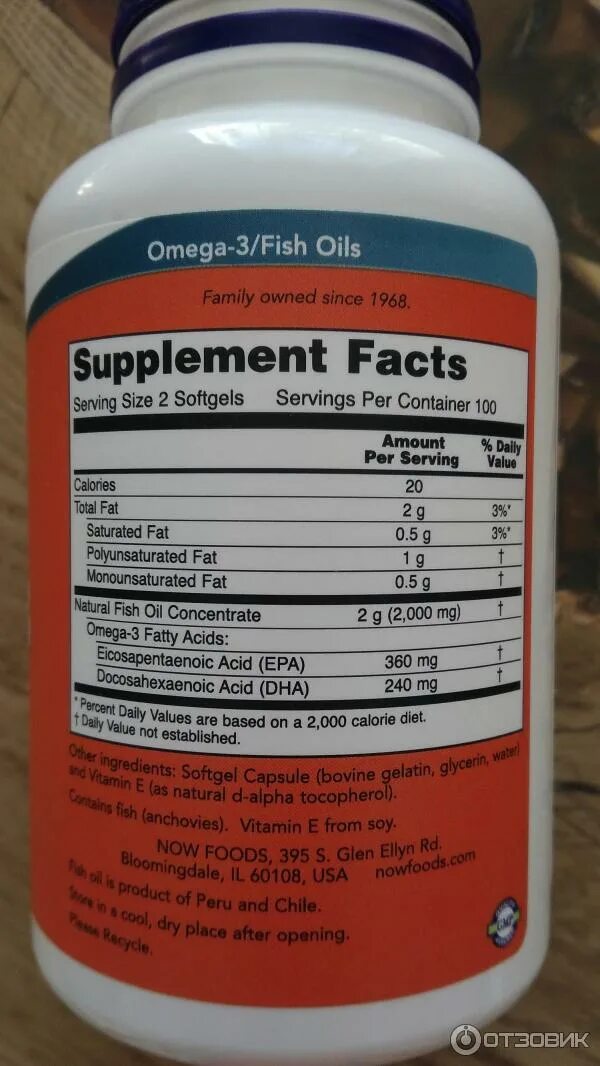 Omega-3/Fish Oils
Family owned since 1968.
Supplement Facts
Serving Size 2 Softgels Servings Per Container 100
Amount Per Serving % Daily Value
Calories 20
Total Fat 2 g 3%*
Saturated Fat 0.5 g 3%*
Polyunsaturated Fat 1 g †
Monounsaturated Fat 0.5 g †
Natural Fish Oil Concentrate 2 g (2,000 mg) †
Omega-3 Fatty Acids:
Eicosapentaenoic Acid (EPA) 360 mg †
Docosahexaenoic Acid (DHA) 240 mg †
* Percent Daily Values are based on a 2,000 calorie diet.
† Daily Value not established.
Other ingredients: Softgel Capsule (bovine gelatin, glycerin, water)
and Vitamin E (as natural d-alpha tocopherol).
Contains fish (anchovies). Vitamin E from soy.
NOW FOODS, 395 S. Glen Ellyn Rd.
Bloomingdale, IL 60108, USA nowfoods.com
Fish oil is product of Peru and Chile.
Store in a cool, dry place after opening.
Please Recycle.
GMP
ОТЗОВИК